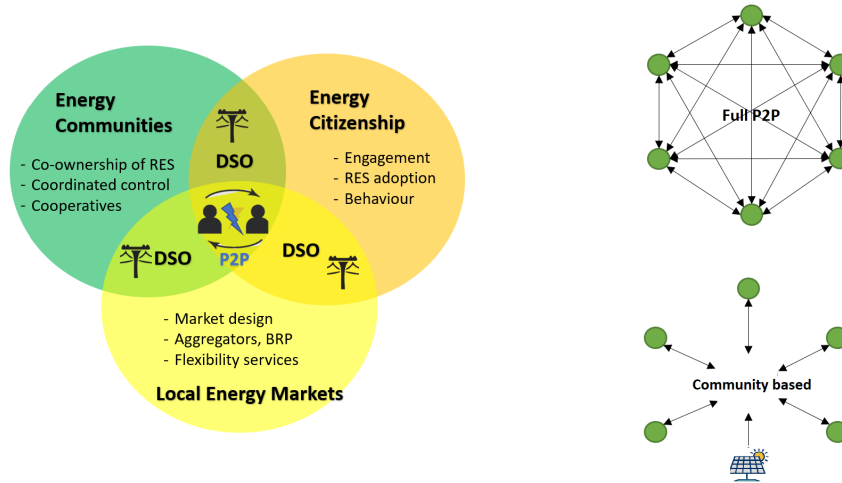 Energy
Communities
- Co-ownership of RES
- Coordinated control
- Cooperatives
Energy
Citizenship
- Engagement
- RES adoption
- Behaviour
DSO
DSO
DSO
P2P
- Market design
- Aggregators, BRP
- Flexibility services
Local Energy Markets
Full P2P
Community based